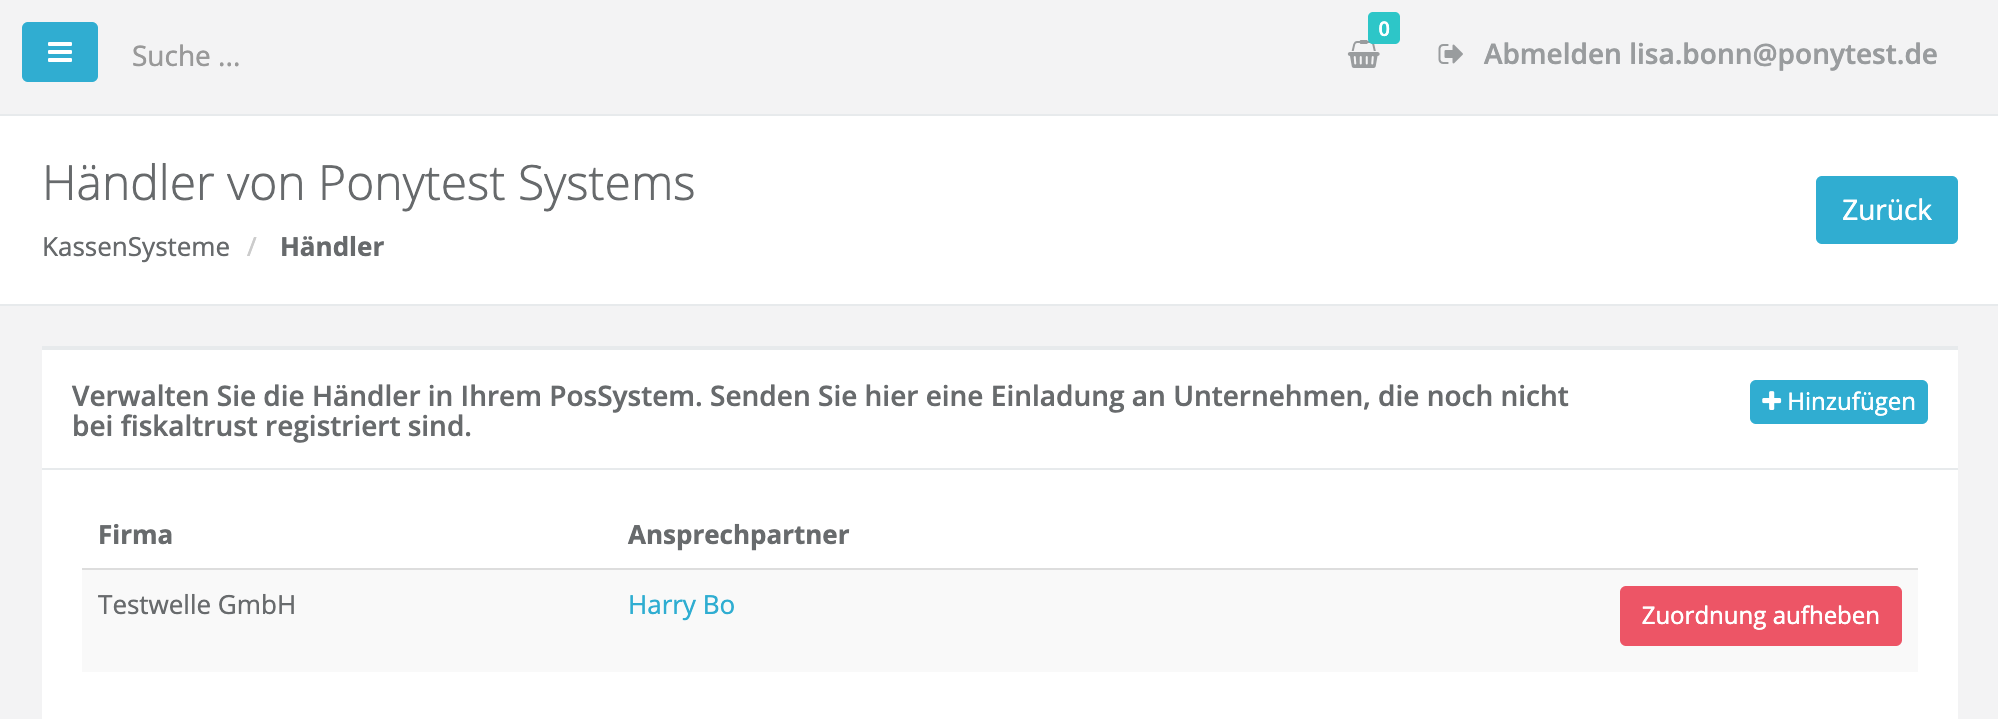 Suche ...
0
Abmelden lisa.bonn@ponytest.de
Händler von Ponytest Systems
KassenSysteme / Händler
Zurück
Verwalten Sie die Händler in Ihrem PosSystem. Senden Sie hier eine Einladung an Unternehmen, die noch nicht
bei fiskaltrust registriert sind.
Hinzufügen
Firma Ansprechpartner
Testwelle GmbH Harry Bo Zuordnung aufheben